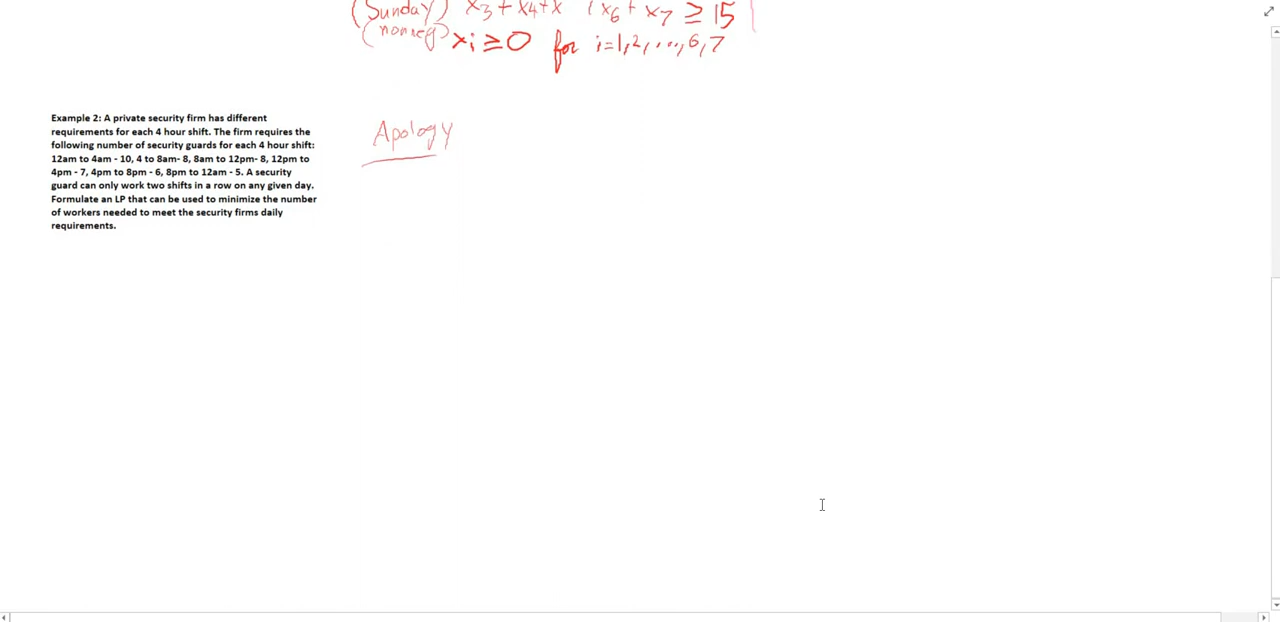 (Sunday) x3 + x4 + x x6 + x7 ≥ 15
(nonneg) xi ≥ 0 for i=1,2,...,6,7
Apology
Example 2: A private security firm has different
requirements for each 4 hour shift. The firm requires the
following number of security guards for each 4 hour shift:
12am to 4am - 10, 4 to 8am- 8, 8am to 12pm- 8, 12pm to
4pm - 7, 4pm to 8pm - 6, 8pm to 12am - 5. A security
guard can only work two shifts in a row on any given day.
Formulate an LP that can be used to minimize the number
of workers needed to meet the security firms daily
requirements.